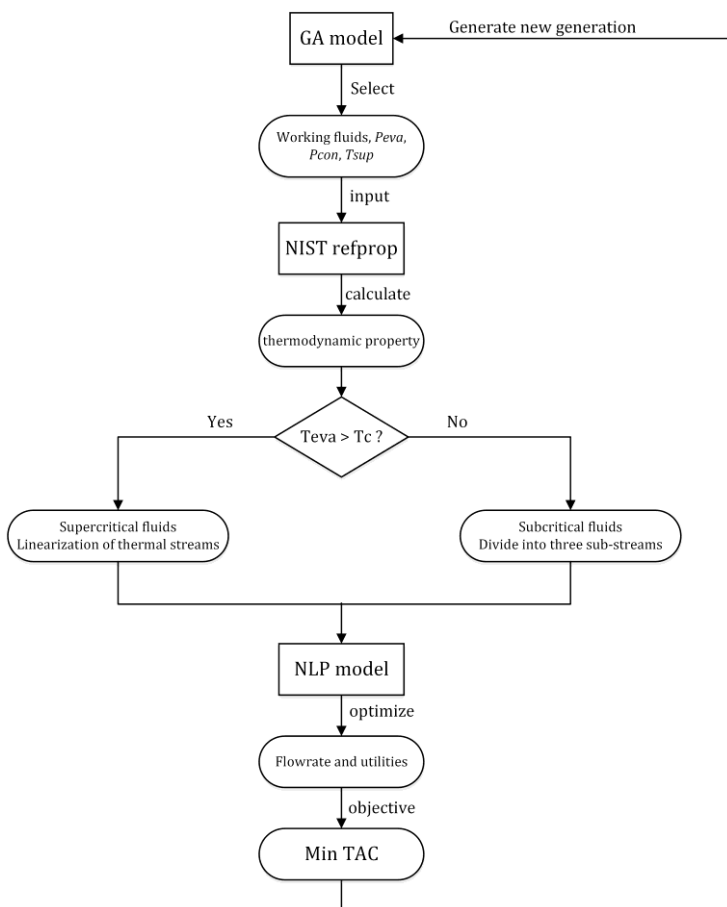 GA model
Generate new generation
Select
Working fluids, Peva,
Pcon, Tsup
input
NIST refprop
calculate
thermodynamic property
Yes
Teva > Tc ?
No
Supercritical fluids
Linearization of thermal streams
Subcritical fluids
Divide into three sub-streams
NLP model
optimize
Flowrate and utilities
objective
Min TAC